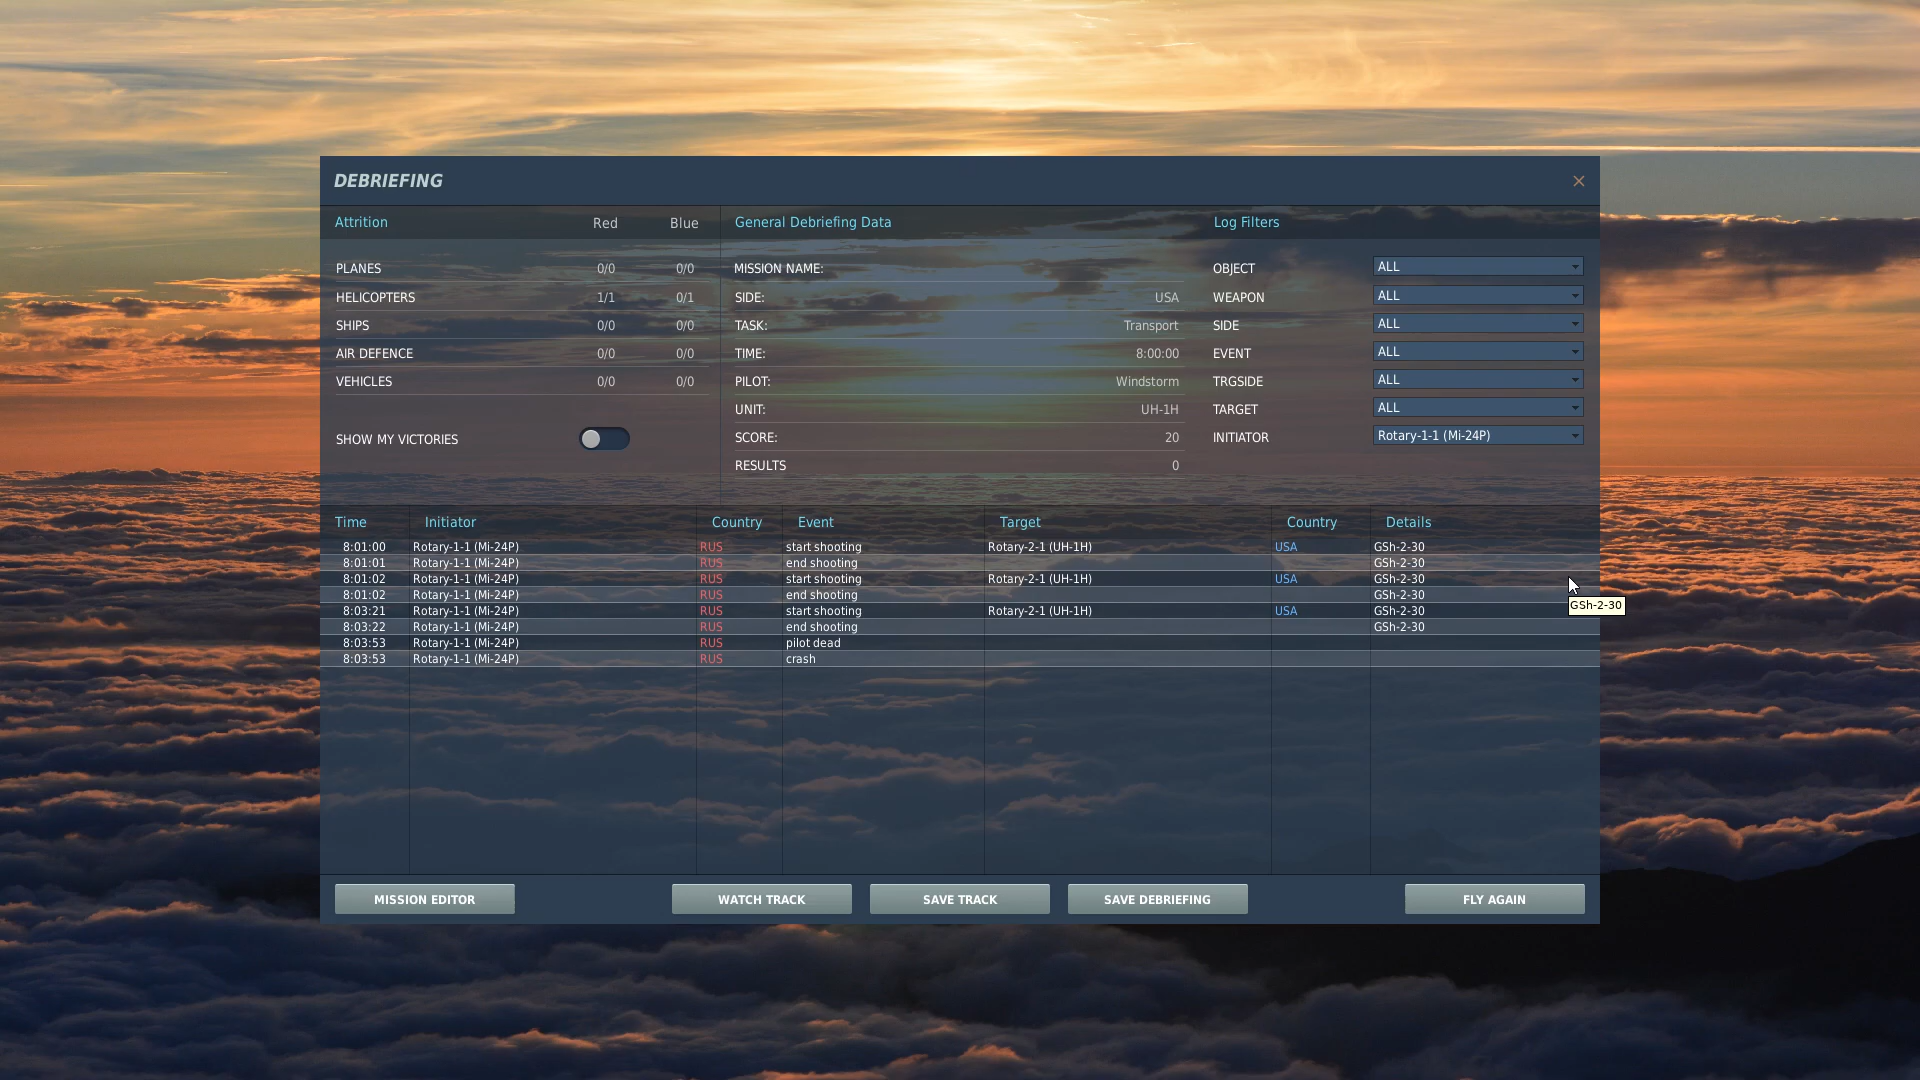 DEBRIEFING
Attrition Red Blue General Debriefing Data Log Filters
PLANES 0/0 0/0 MISSION NAME: OBJECT ALL
HELICOPTERS 1/1 0/1 SIDE: USA WEAPON ALL
SHIPS 0/0 0/0 TASK: Transport SIDE ALL
AIR DEFENCE 0/0 0/0 TIME: 8:00:00 EVENT ALL
VEHICLES 0/0 0/0 PILOT: Windstorm TRGSIDE ALL
UNIT: UH-1H TARGET ALL
SHOW MY VICTORIES SCORE: 20 INITIATOR Rotary-1-1 (Mi-24P)
RESULTS 0
Time Initiator Country Event Target Country Details
8:01:00 Rotary-1-1 (Mi-24P) RUS start shooting Rotary-2-1 (UH-1H) USA GSh-2-30
8:01:01 Rotary-1-1 (Mi-24P) RUS end shooting GSh-2-30
8:01:02 Rotary-1-1 (Mi-24P) RUS start shooting Rotary-2-1 (UH-1H) USA GSh-2-30
8:01:02 Rotary-1-1 (Mi-24P) RUS end shooting GSh-2-30
GSh-2-30
8:03:21 Rotary-1-1 (Mi-24P) RUS start shooting Rotary-2-1 (UH-1H) USA GSh-2-30
8:03:22 Rotary-1-1 (Mi-24P) RUS end shooting GSh-2-30
8:03:53 Rotary-1-1 (Mi-24P) RUS pilot dead
8:03:53 Rotary-1-1 (Mi-24P) RUS crash
MISSION EDITOR WATCH TRACK SAVE TRACK SAVE DEBRIEFING FLY AGAIN